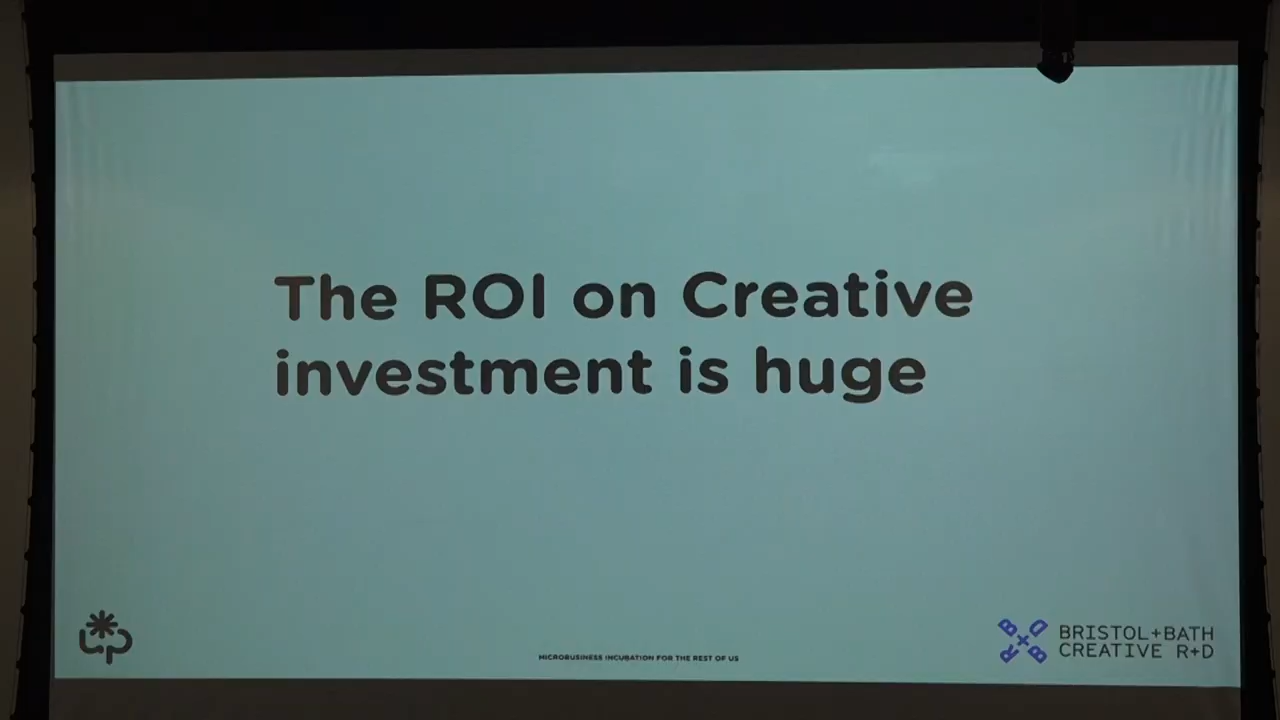 The ROI on Creative
investment is huge
MICROBUSINESS INCUBATION FOR THE REST OF US
BRISTOL+BATH
CREATIVE R+D